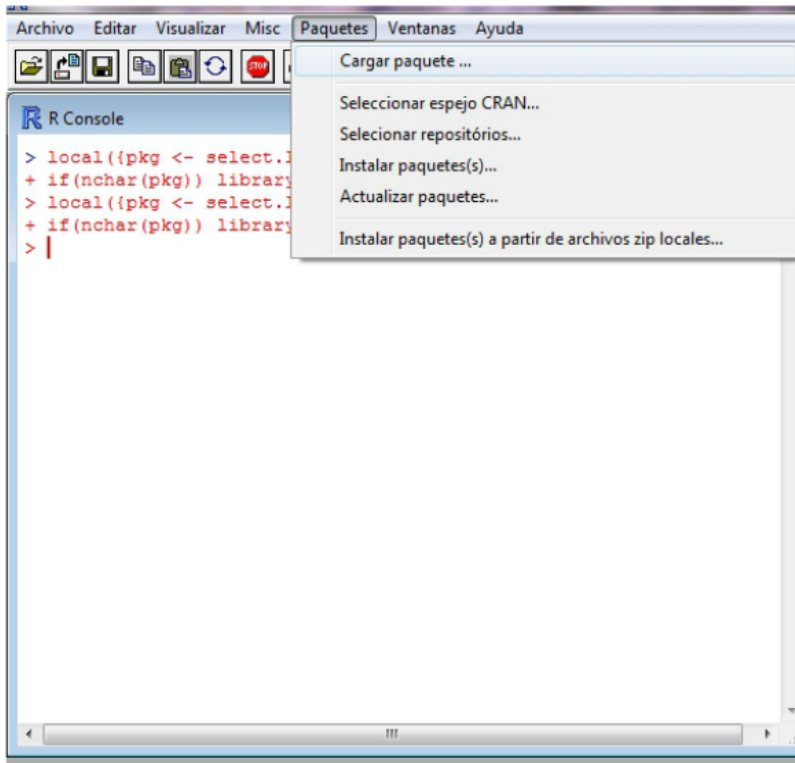 Archivo Editar Visualizar Misc Paquetes Ventanas Ayuda
STOP
Cargar paquete ...
Seleccionar espejo CRAN...
Selecionar repositórios...
Instalar paquetes(s)...
Actualizar paquetes...
Instalar paquetes(s) a partir de archivos zip locales...
R Console
> local({pkg <- select.
+ if(nchar(pkg)) library
> local({pkg <- select.
+ if(nchar(pkg)) library
>